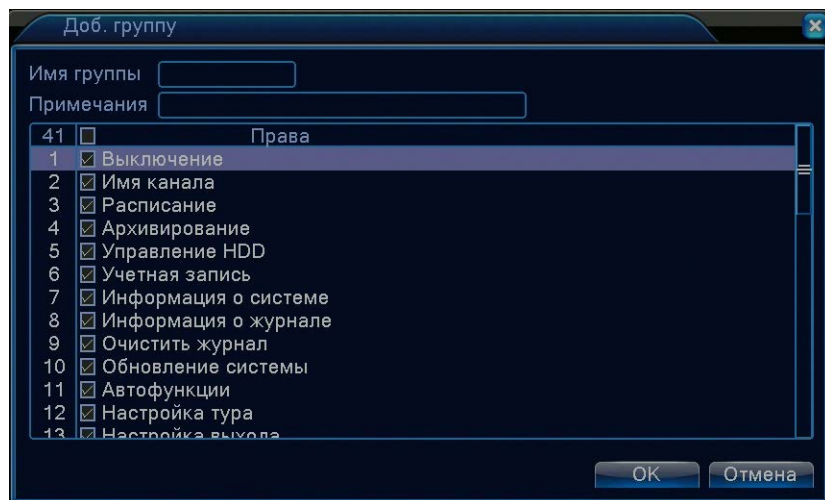 Доб. группу
Имя группы
Примечания
41 Права
1 Выключение
2 Имя канала
3 Расписание
4 Архивирование
5 Управление HDD
6 Учетная запись
7 Информация о системе
8 Информация о журнале
9 Очистить журнал
10 Обновление системы
11 Автофункции
12 Настройка тура
13 Настройка выхода
OK Отмена